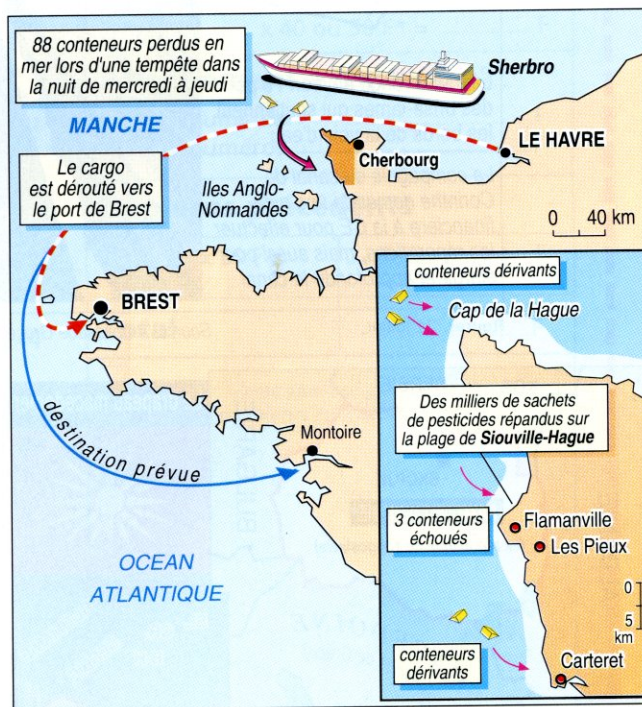 88 conteneurs perdus en
mer lors d'une tempête dans
la nuit de mercredi à jeudi
Sherbro
MANCHE
LE HAVRE
Cherbourg
Le cargo
est dérouté vers
le port de Brest
Iles Anglo-
Normandes
0 40 km
BREST
destination prévue
Montoire
OCEAN
ATLANTIQUE
conteneurs dérivants
Cap de la Hague
Des milliers de sachets
de pesticides répandus sur
la plage de Siouville-Hague
3 conteneurs
échoués
Flamanville
Les Pieux
0
5
km
conteneurs
dérivants
Carteret